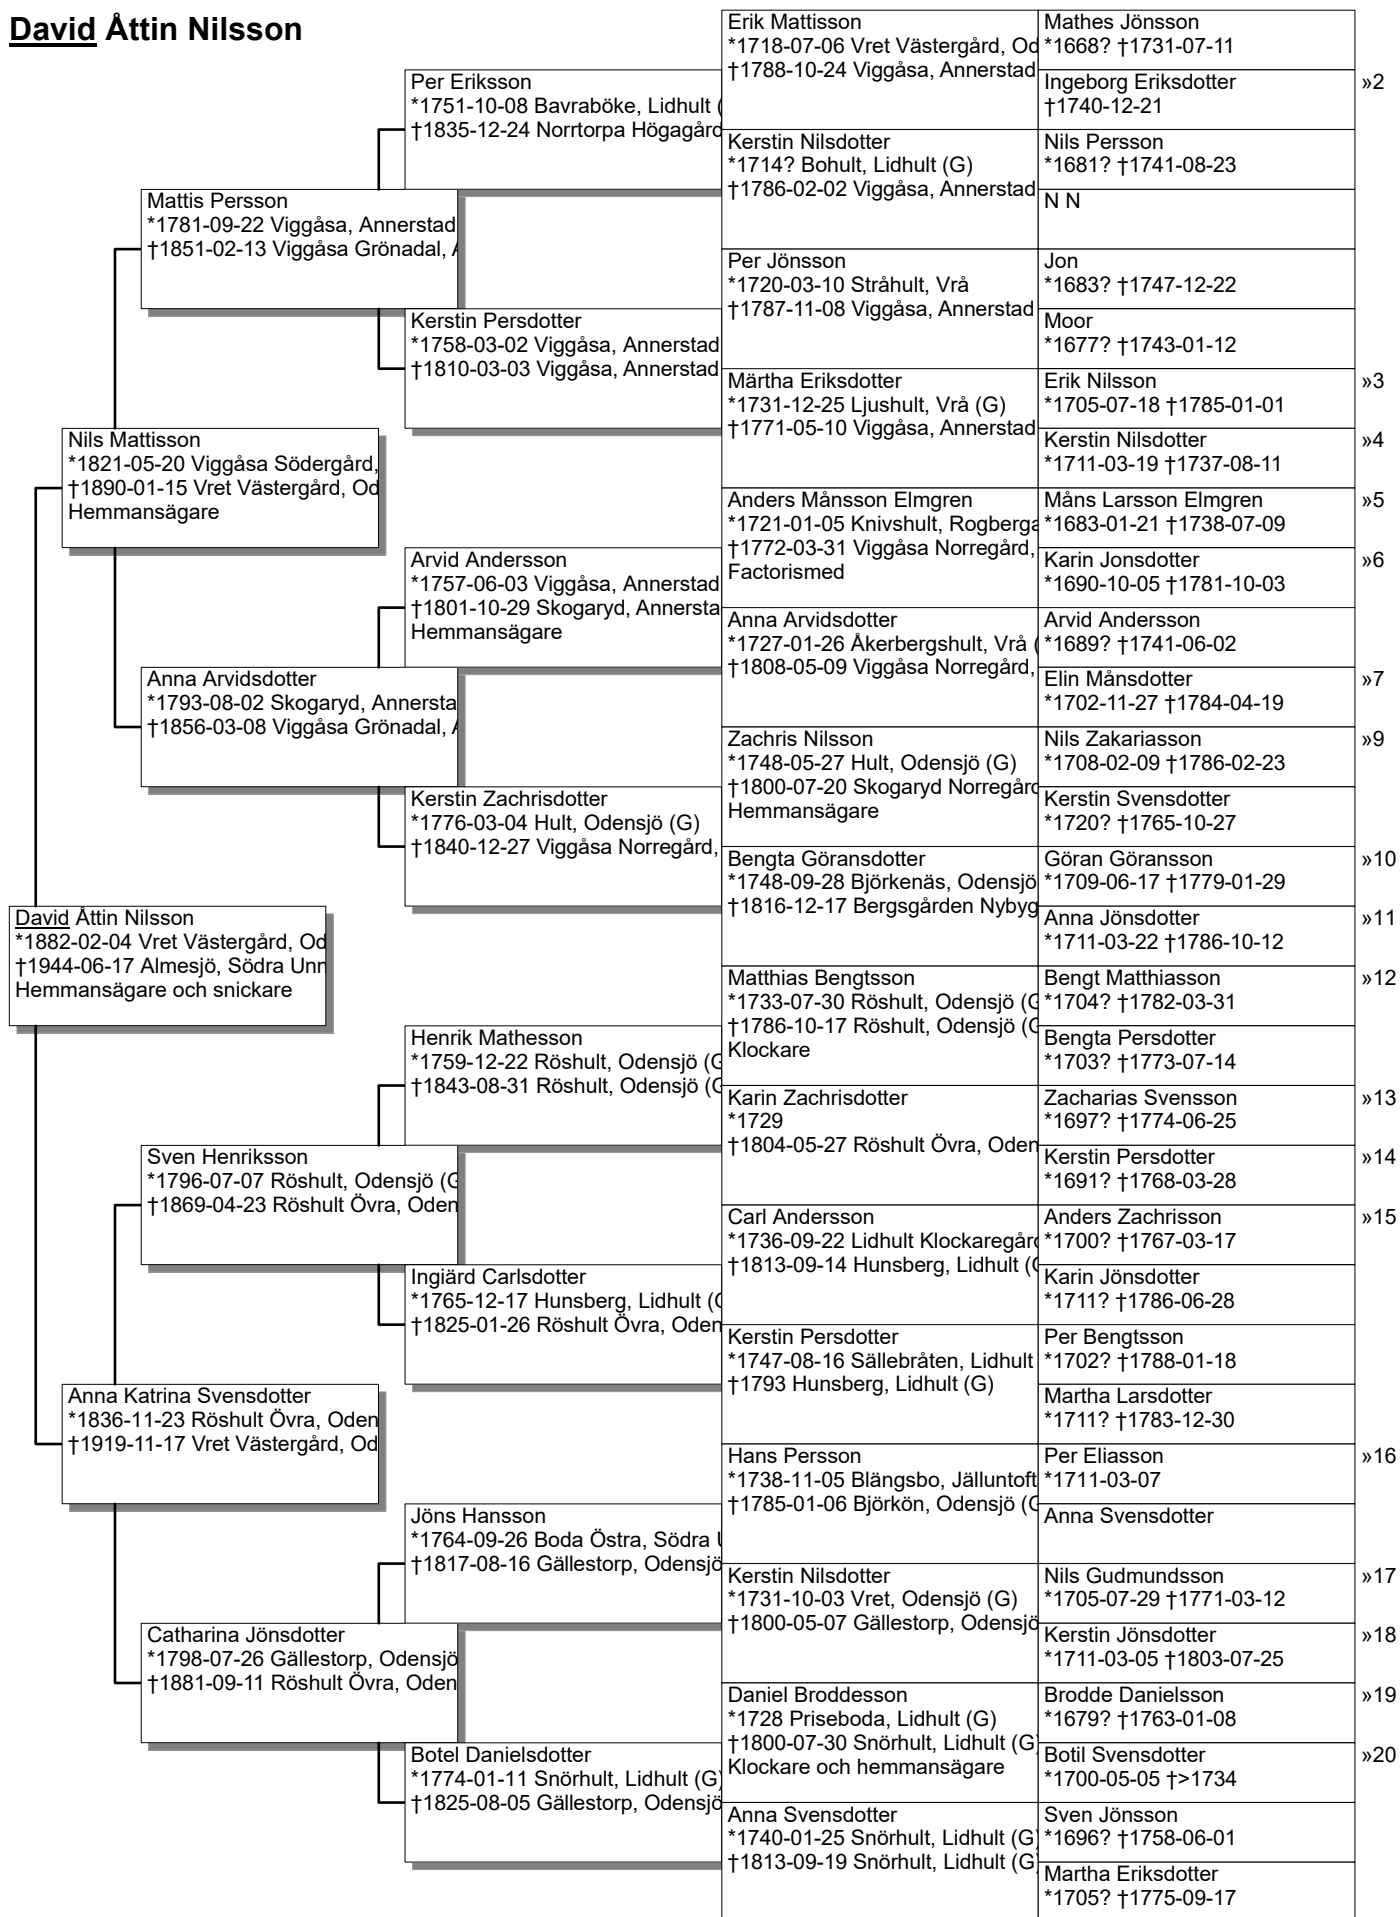 David Åttin Nilsson
David Åttin Nilsson
*1882-02-04 Vret Västergård, Od
†1944-06-17 Almesjö, Södra Unn
Hemmansägare och snickare
Nils Mattisson
*1821-05-20 Viggåsa Södergård,
†1890-01-15 Vret Västergård, Od
Hemmansägare
Anna Katrina Svensdotter
*1836-11-23 Röshult Övra, Oden
†1919-11-17 Vret Västergård, Od
Mattis Persson
*1781-09-22 Viggåsa, Annerstad
†1851-02-13 Viggåsa Grönadal,
Anna Arvidsdotter
*1793-08-02 Skogaryd, Annersta
†1856-03-08 Viggåsa Grönadal,
Sven Henriksson
*1796-07-07 Röshult, Odensjö (G
†1869-04-23 Röshult Övra, Oden
Catharina Jönsdotter
*1798-07-26 Gällestorp, Odensjö
†1881-09-11 Röshult Övra, Oden
Per Eriksson
*1751-10-08 Bavraböke, Lidhult (
†1835-12-24 Norrtorpa Högagård
Kerstin Persdotter
*1758-03-02 Viggåsa, Annerstad
†1810-03-03 Viggåsa, Annerstad
Arvid Andersson
*1757-06-03 Viggåsa, Annerstad
†1801-10-29 Skogaryd, Annersta
Hemmansägare
Kerstin Zachrisdotter
*1776-03-04 Hult, Odensjö (G)
†1840-12-27 Viggåsa Norregård,
Henrik Mathesson
*1759-12-22 Röshult, Odensjö (G
†1843-08-31 Röshult, Odensjö (G
Ingiärd Carlsdotter
*1765-12-17 Hunsberg, Lidhult (G
†1825-01-26 Röshult Övra, Oden
Jöns Hansson
*1764-09-26 Boda Östra, Södra U
†1817-08-16 Gällestorp, Odensjö
Botel Danielsdotter
*1774-01-11 Snörhult, Lidhult (G)
†1825-08-05 Gällestorp, Odensjö
Erik Mattisson
*1718-07-06 Vret Västergård, Od
†1788-10-24 Viggåsa, Annerstad
Kerstin Nilsdotter
*1714? Bohult, Lidhult (G)
†1786-02-02 Viggåsa, Annerstad
Per Jönsson
*1720-03-10 Stråhult, Vrå
†1787-11-08 Viggåsa, Annerstad
Märtha Eriksdotter
*1731-12-25 Ljushult, Vrå (G)
†1771-05-10 Viggåsa, Annerstad
Anders Månsson Elmgren
*1721-01-05 Knivshult, Rogberga
†1772-03-31 Viggåsa Norregård,
Factorismed
Anna Arvidsdotter
*1727-01-26 Åkerbergshult, Vrå (
†1808-05-09 Viggåsa Norregård,
Zachris Nilsson
*1748-05-27 Hult, Odensjö (G)
†1800-07-20 Skogaryd Norregård
Hemmansägare
Bengta Göransdotter
*1748-09-28 Björkenäs, Odensjö
†1816-12-17 Bergsgården Nybyg
Matthias Bengtsson
*1733-07-30 Röshult, Odensjö (G
†1786-10-17 Röshult, Odensjö (G
Klockare
Karin Zachrisdotter
*1729
†1804-05-27 Röshult Övra, Oden
Carl Andersson
*1736-09-22 Lidhult Klockaregård
†1813-09-14 Hunsberg, Lidhult (G
Kerstin Persdotter
*1747-08-16 Sällebråten, Lidhult
†1793 Hunsberg, Lidhult (G)
Hans Persson
*1738-11-05 Blängsbo, Jälluntoft
†1785-01-06 Björkön, Odensjö (G
Kerstin Nilsdotter
*1731-10-03 Vret, Odensjö (G)
†1800-05-07 Gällestorp, Odensjö
Daniel Broddesson
*1728 Priseboda, Lidhult (G)
†1800-07-30 Snörhult, Lidhult (G)
Klockare och hemmansägare
Anna Svensdotter
*1740-01-25 Snörhult, Lidhult (G)
†1813-09-19 Snörhult, Lidhult (G)
Mathes Jönsson
*1668? †1731-07-11
Ingeborg Eriksdotter »2
†1740-12-21
Nils Persson
*1681? †1741-08-23
N N
Jon
*1683? †1747-12-22
Moor
*1677? †1743-01-12
Erik Nilsson »3
*1705-07-18 †1785-01-01
Kerstin Nilsdotter »4
*1711-03-19 †1737-08-11
Måns Larsson Elmgren »5
*1683-01-21 †1738-07-09
Karin Jonsdotter »6
*1690-10-05 †1781-10-03
Arvid Andersson
*1689? †1741-06-02
Elin Månsdotter »7
*1702-11-27 †1784-04-19
Nils Zakariasson »9
*1708-02-09 †1786-02-23
Kerstin Svensdotter
*1720? †1765-10-27
Göran Göransson »10
*1709-06-17 †1779-01-29
Anna Jönsdotter »11
*1711-03-22 †1786-10-12
Bengt Matthiasson »12
*1704? †1782-03-31
Bengta Persdotter
*1703? †1773-07-14
Zacharias Svensson »13
*1697? †1774-06-25
Kerstin Persdotter »14
*1691? †1768-03-28
Anders Zachrisson »15
*1700? †1767-03-17
Karin Jönsdotter
*1711? †1786-06-28
Per Bengtsson
*1702? †1788-01-18
Martha Larsdotter
*1711? †1783-12-30
Per Eliasson »16
*1711-03-07
Anna Svensdotter
Nils Gudmundsson »17
*1705-07-29 †1771-03-12
Kerstin Jönsdotter »18
*1711-03-05 †1803-07-25
Brodde Danielsson »19
*1679? †1763-01-08
Botil Svensdotter »20
*1700-05-05 †>1734
Sven Jönsson
*1696? †1758-06-01
Martha Eriksdotter
*1705? †1775-09-17